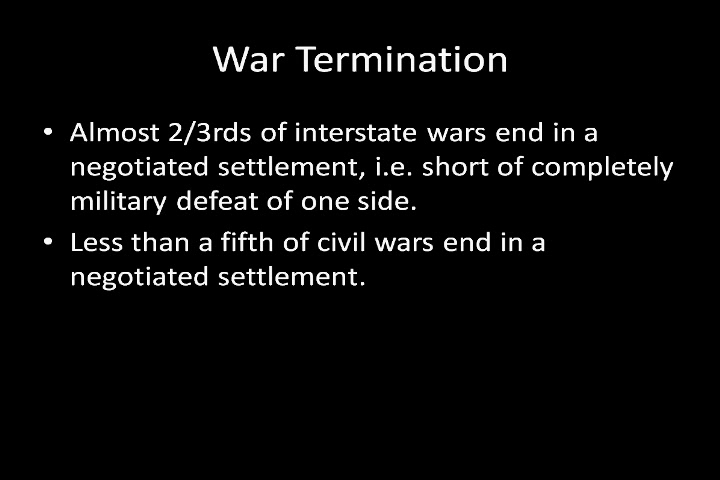 War Termination
• Almost 2/3rds of interstate wars end in a
negotiated settlement, i.e. short of completely
military defeat of one side.
• Less than a fifth of civil wars end in a
negotiated settlement.